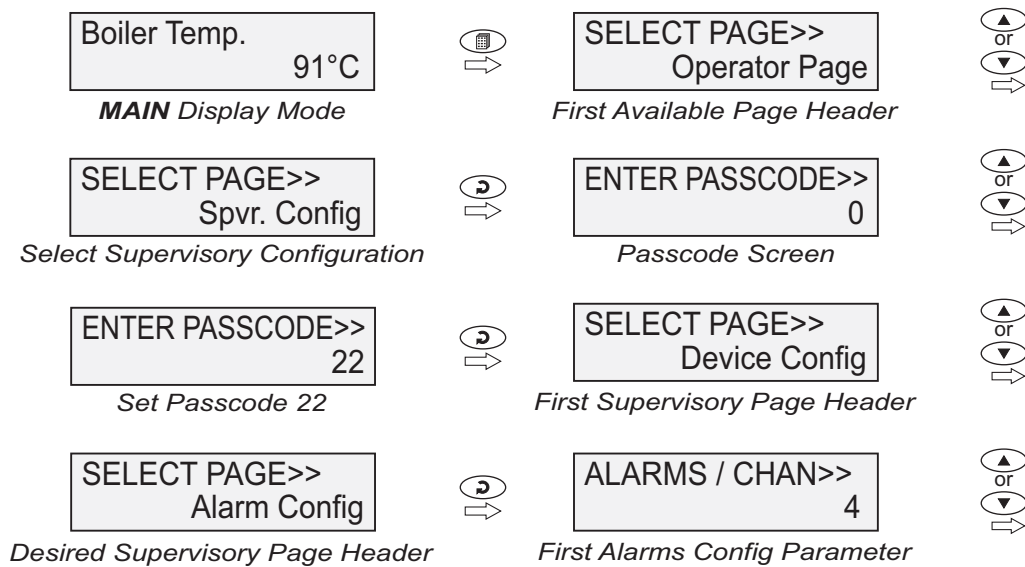 Boiler Temp.
91°C
MAIN Display Mode
SELECT PAGE>>
Operator Page
First Available Page Header
or
SELECT PAGE>>
Spvr. Config
Select Supervisory Configuration
ENTER PASSCODE>>
0
Passcode Screen
or
ENTER PASSCODE>>
22
Set Passcode 22
SELECT PAGE>>
Device Config
First Supervisory Page Header
or
SELECT PAGE>>
Alarm Config
Desired Supervisory Page Header
ALARMS / CHAN>>
4
First Alarms Config Parameter
or